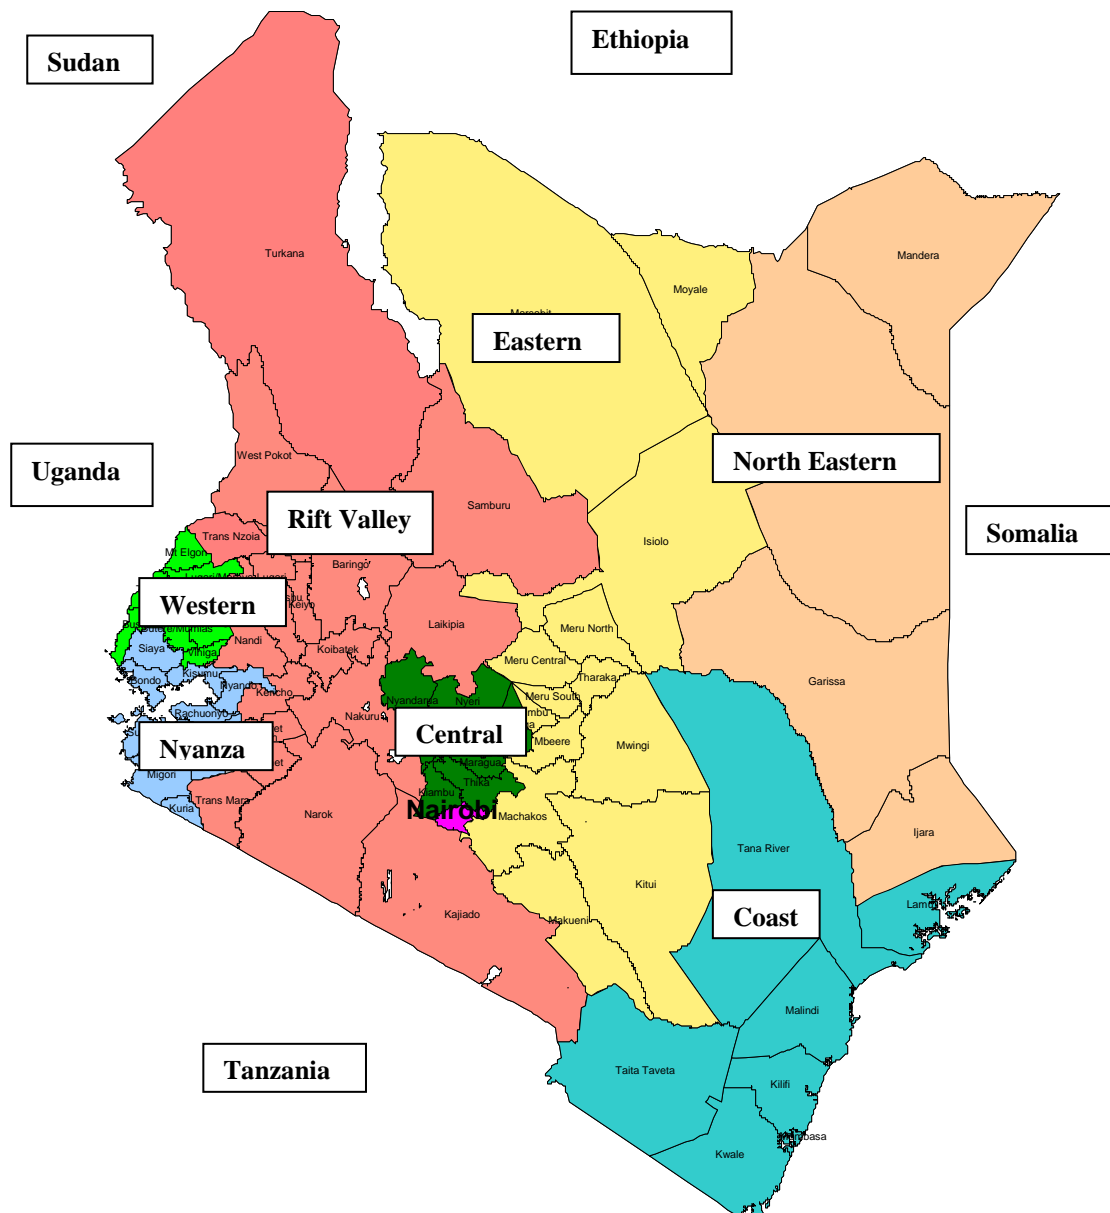 Ethiopia
Sudan
Turkana
Mandera
Moyale
Eastern
West Pokot
Uganda
North Eastern
Rift Valley
Samburu
Somalia
Trans Nzoia
Isiolo
Mt Elgon
Baringo
Western
Keiyo
Laikipia
Meru North
Nandi
Koibatek
Siaya
Vihiga
Meru Central
Kisumu
Tharaka
Bondo
Nyando
Kericho
Nyandarua
Nyeri
Meru South
Garissa
Rachuonyo
Nakuru
Central
Mbeere
Mwingi
Nyanza
Maragua
Migori
Thika
Kiambu
Trans Mara
Kuria
Nairobi
Narok
Machakos
Ijara
Tana River
Kitui
Lamu
Kajiado
Makueni
Coast
Malindi
Tanzania
Taita Taveta
Kilifi
Mombasa
Kwale